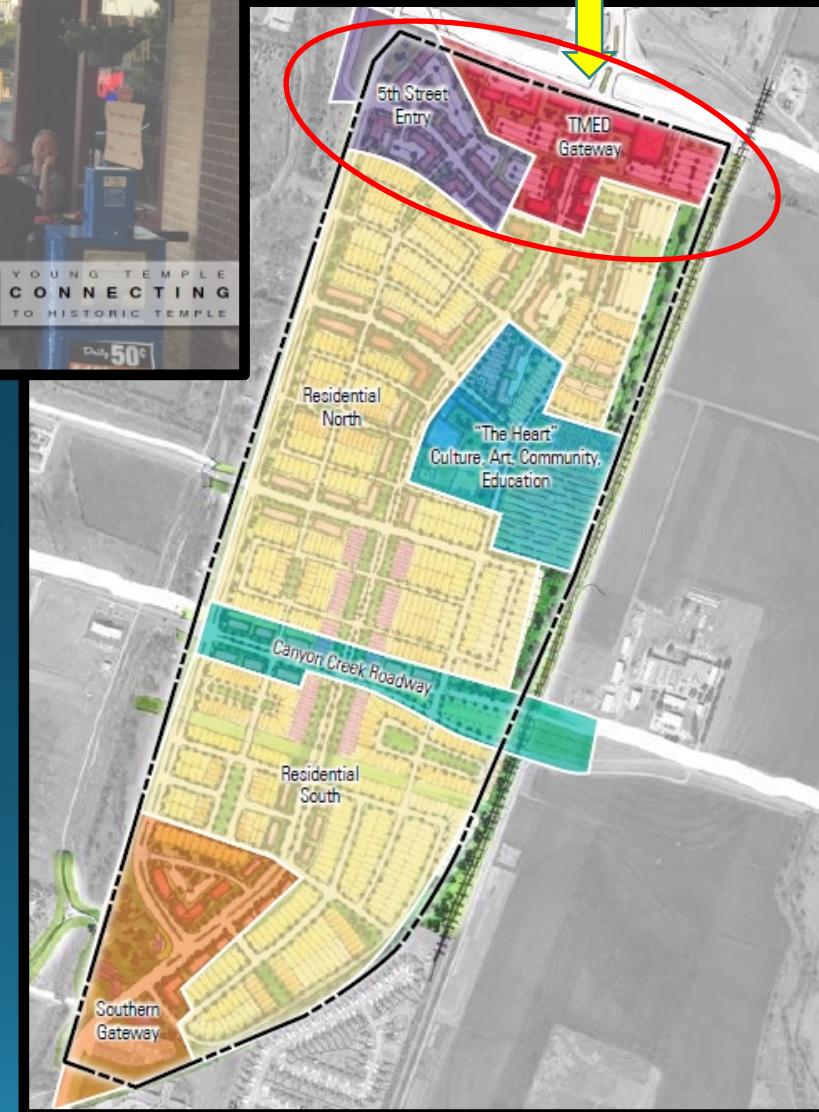 YOUNG TEMPLE
CONNECTING
TO HISTORIC TEMPLE
Daily 50¢
5th Street
Entry
TMED
Gateway
Residential
North
"The Heart"
Culture, Art, Community,
Education
Canyon Creek Roadway
Residential
South
Southern
Gateway